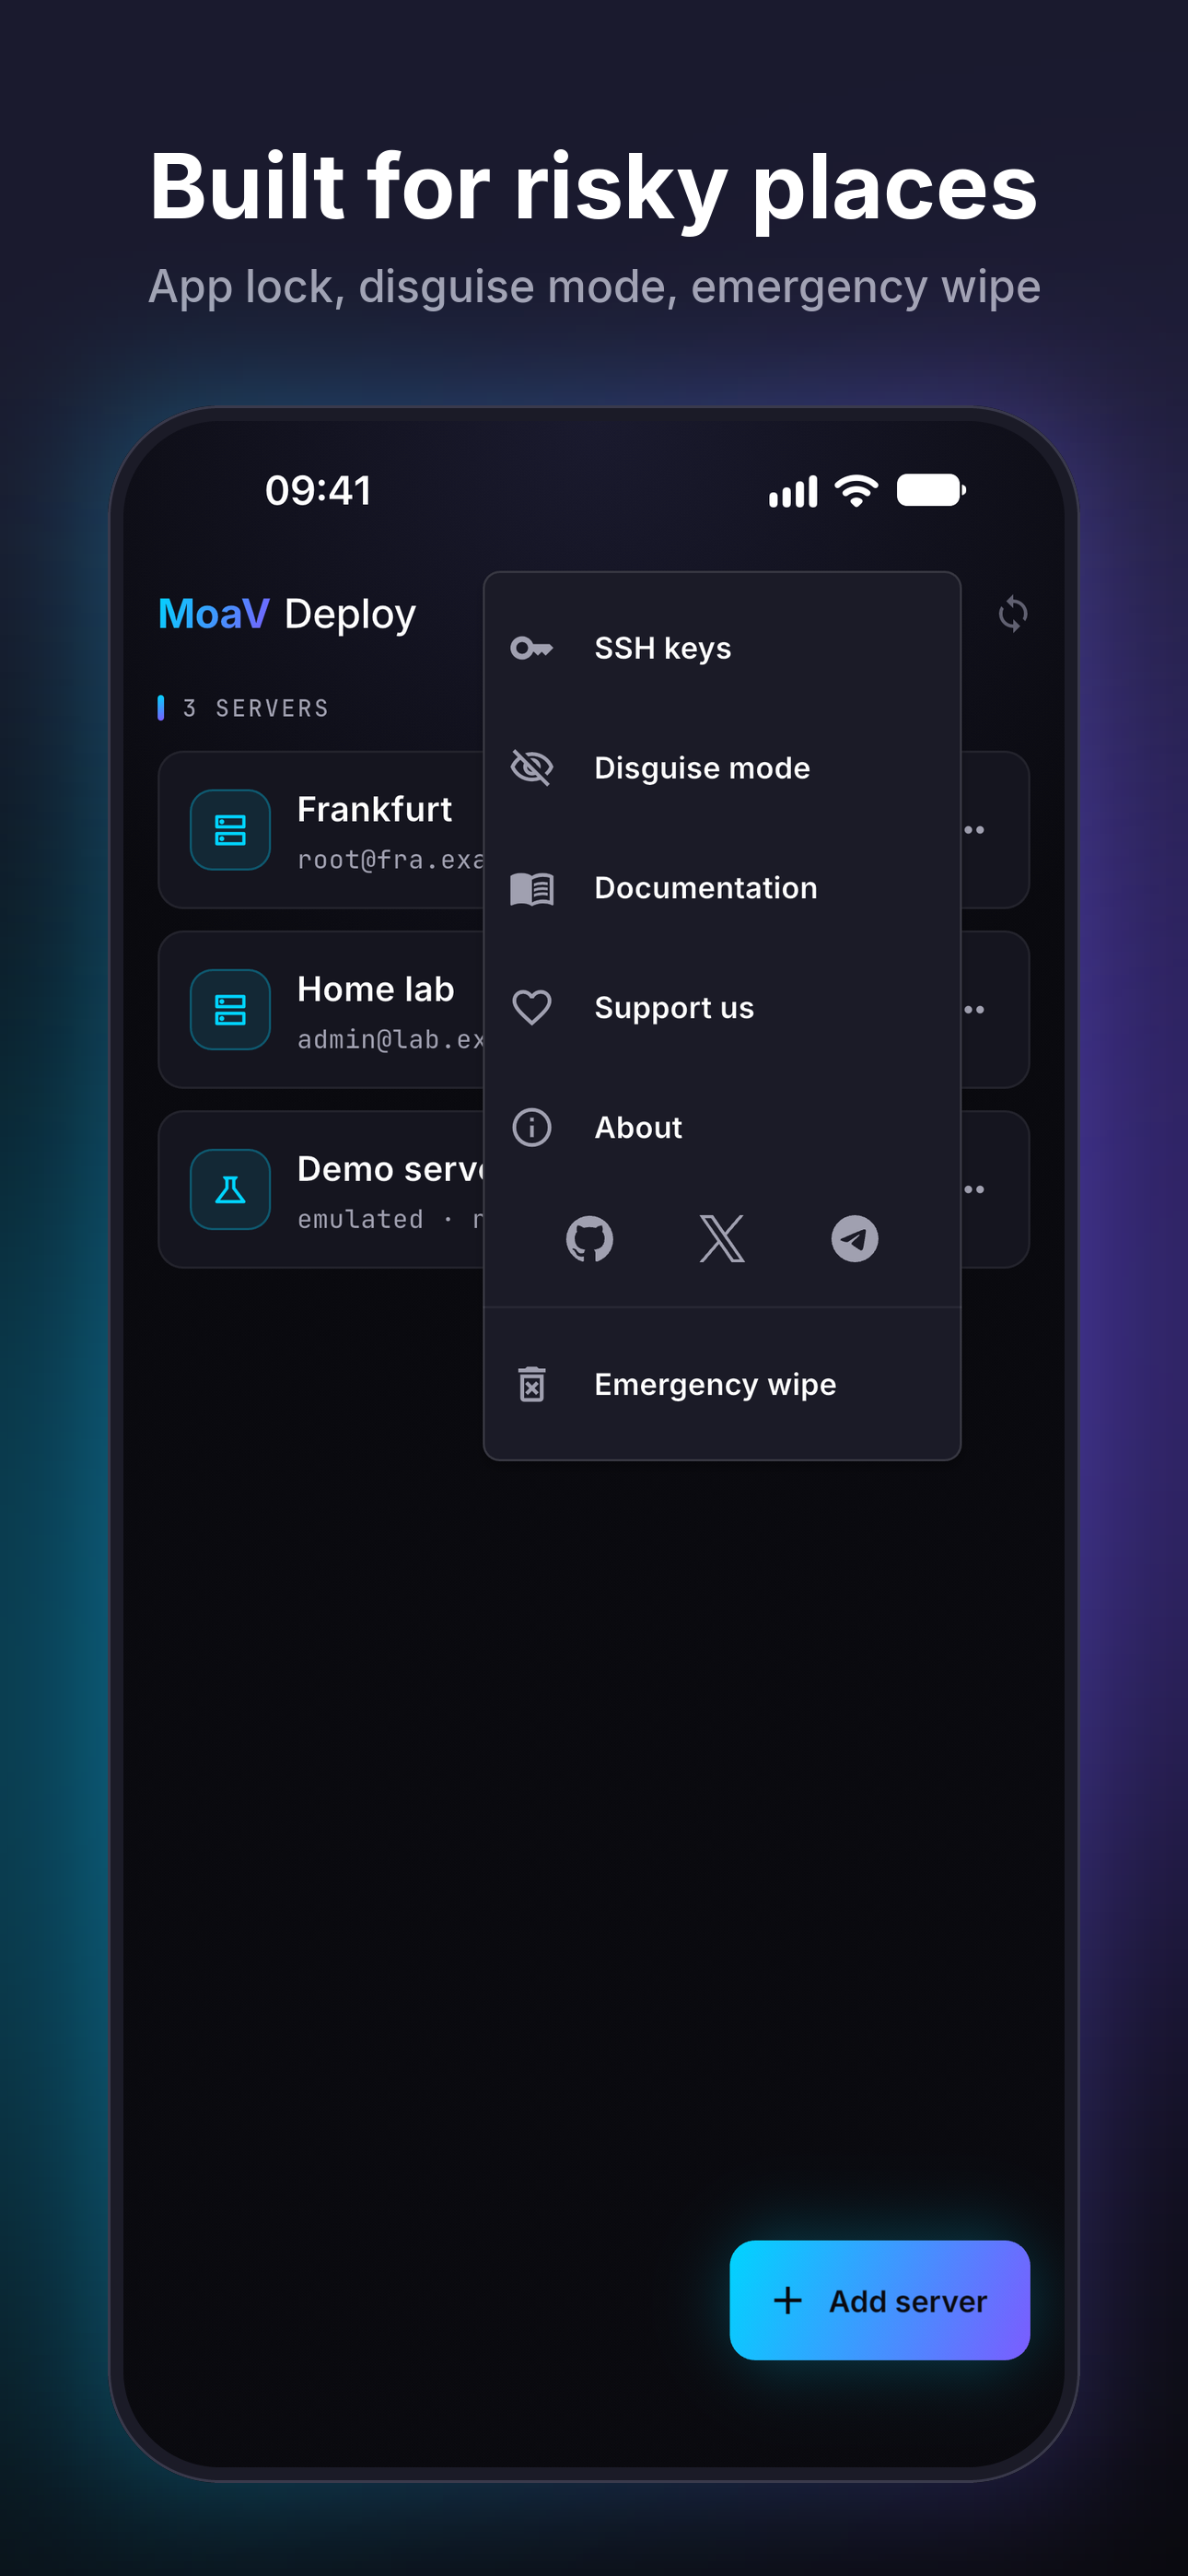 Built for risky places
App lock, disguise mode, emergency wipe
09:41
MoaV Deploy
3 SERVERS
Frankfurt
root@fra.exa
Home lab
admin@lab.ex
Demo serve
emulated ·
SSH keys
Disguise mode
Documentation
Support us
About
Emergency wipe
Add server